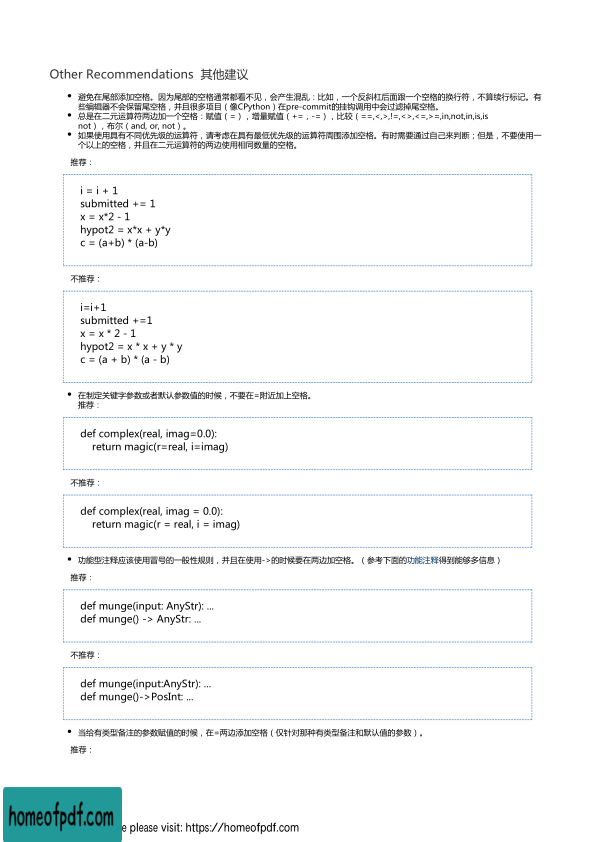 Other Recommendations 其他建议
避免在尾部添加空格。因为尾部的空格通常都看不见，会产生混乱：比如，一个反斜杠后面跟一个空格的换行符，不算续行标记。有
些编辑器不会保留尾空格，并且很多项目（像CPython）在pre-commit的挂钩调用中会过滤掉尾空格。
总是在二元运算符两边加一个空格：赋值（=），增量赋值（+=，-=），比较（==,<,>,!=,<>,<=,>=,in,not,in,is,is
not），布尔（and, or, not）。
如果使用具有不同优先级的运算符，请考虑在具有最低优先级的运算符周围添加空格。有时需要通过自己来判断；但是，不要使用一
个以上的空格，并且在二元运算符的两边使用相同数量的空格。
推荐：
i = i + 1
submitted += 1
x = x*2 - 1
hypot2 = x*x + y*y
c = (a+b) * (a-b)
不推荐：
i=i+1
submitted +=1
x = x * 2 - 1
hypot2 = x * x + y * y
c = (a + b) * (a - b)
在制定关键字参数或者默认参数值的时候，不要在=附近加上空格。
推荐：
def complex(real, imag=0.0):
return magic(r=real, i=imag)
不推荐：
def complex(real, imag = 0.0):
return magic(r = real, i = imag)
功能型注释应该使用冒号的一般性规则，并且在使用->的时候要在两边加空格。（参考下面的功能注释得到能够多信息）
推荐：
def munge(input: AnyStr): ...
def munge() -> AnyStr: ...
不推荐：
def munge(input:AnyStr): ...
def munge()->PosInt: ...
当给有类型备注的参数赋值的时候，在=两边添加空格（仅针对那种有类型备注和默认值的参数）。
推荐：
homeofpdf.com
e please visit: https://homeofpdf.com